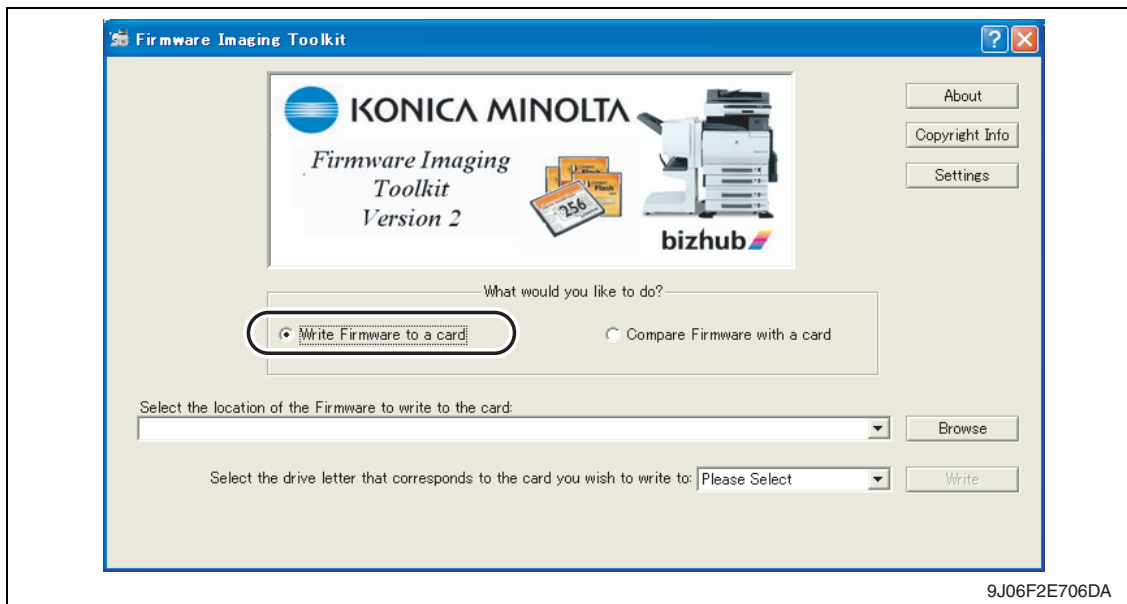 Firmware Imaging Toolkit
KONICA MINOLTA
Firmware Imaging
Toolkit
Version 2
Flash
256
bizhub
About
Copyright Info
Settings
What would you like to do?
Write Firmware to a card
Compare Firmware with a card
Select the location of the Firmware to write to the card:
Browse
Select the drive letter that corresponds to the card you wish to write to: Please Select
Write
9J06F2E706DA